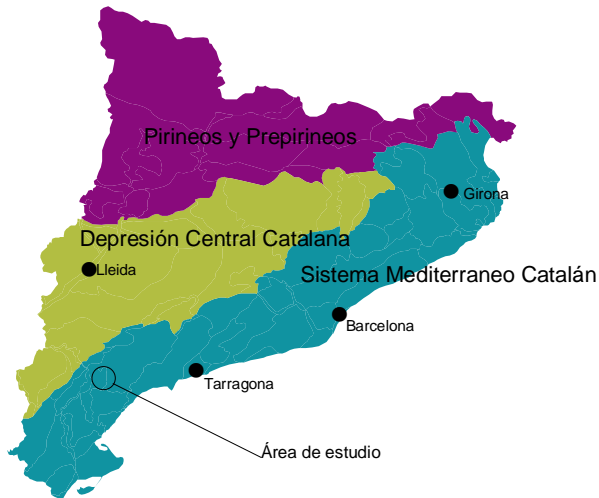 Pirineos y Prepirineos
Girona
Depresión Central Catalana
Lleida
Sistema Mediterraneo Catalán
Barcelona
Tarragona
Área de estudio